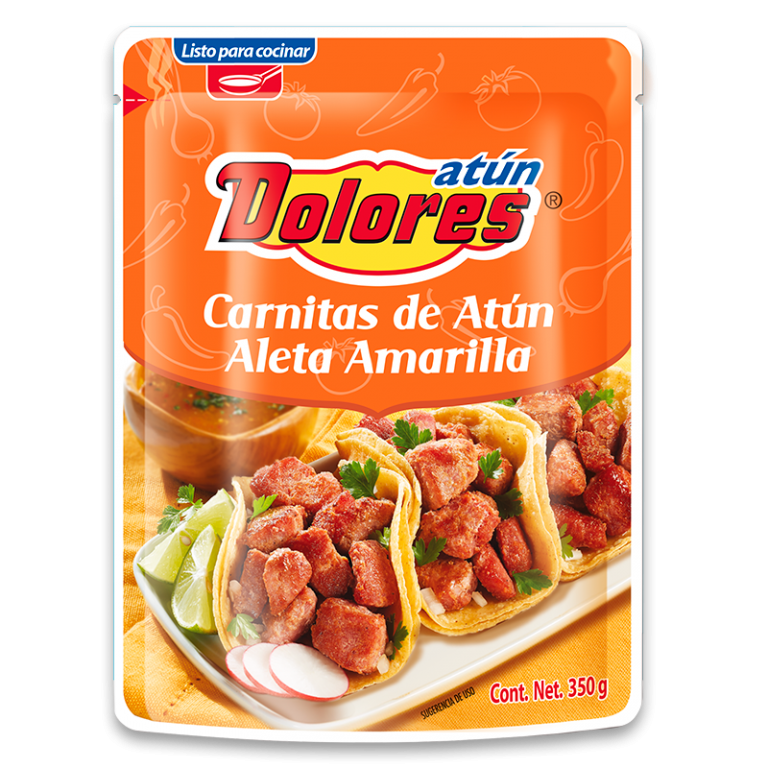 Listo para cocinar
atún
Dolores®
Carnitas de Atún
Aleta Amarilla
SUGERENCIA DE USO
Cont. Net. 350 g